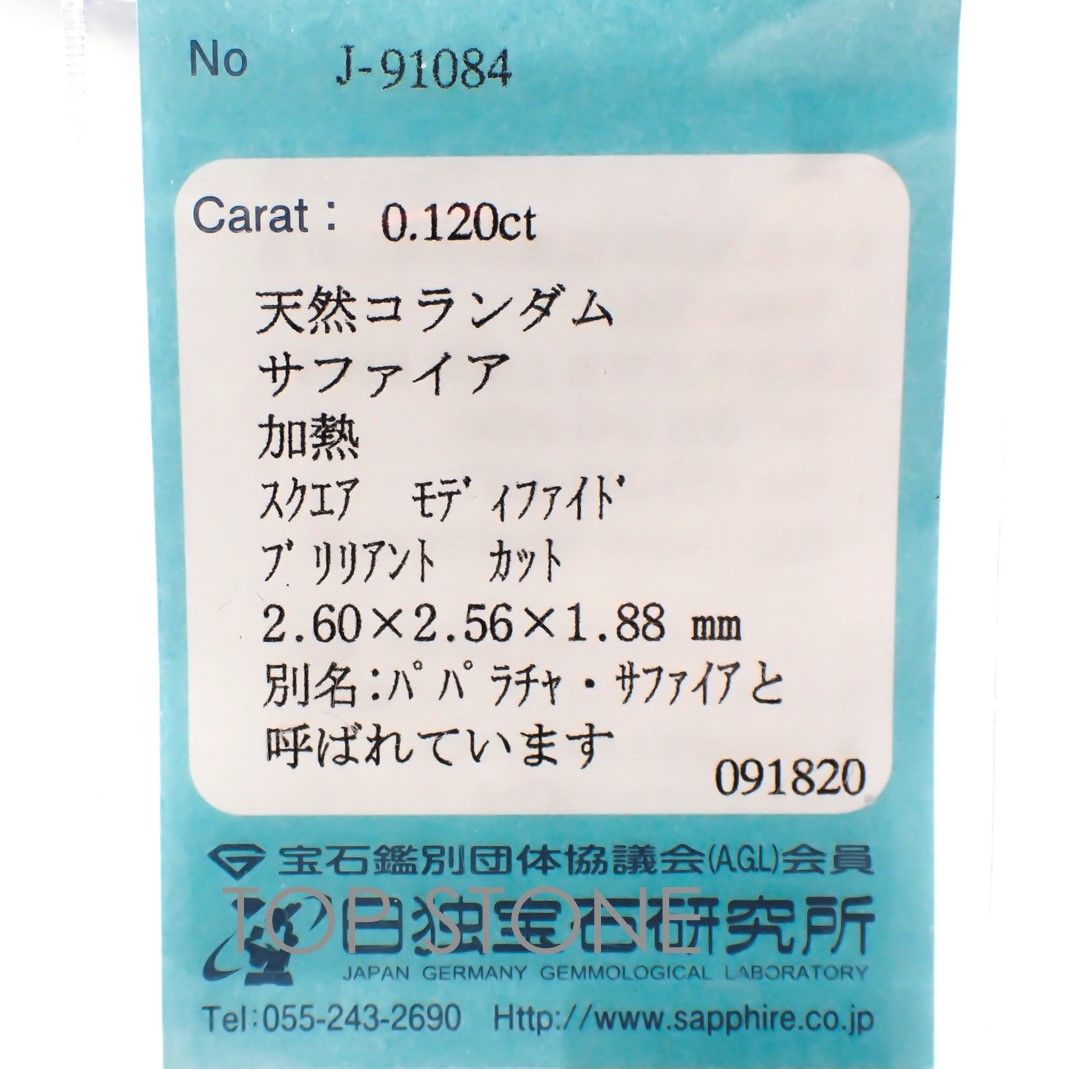 No J-91084
Carat： 0.120ct
天然コランダム
サファイア
加熱
ｽｸｴｱ ﾓﾃﾞｨﾌｧｲﾄﾞ
ﾌﾞﾘﾘｱﾝﾄ ｶｯﾄ
2.60×2.56×1.88 mm
別名:ﾊﾟﾊﾟﾗﾁｬ・ｻﾌｧｲｱと
呼ばれています
091820
宝石鑑別団体協議会(A.G.L)会員
TOP STONE
日独宝石研究所
JAPAN GERMANY GEMMOLOGICAL LABORATORY
Tel:055-243-2690 Http://www.sapphire.co.jp